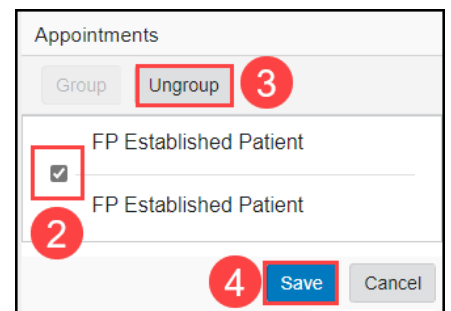 Appointments
Group Ungroup 3
FP Established Patient
2
FP Established Patient
4 Save Cancel